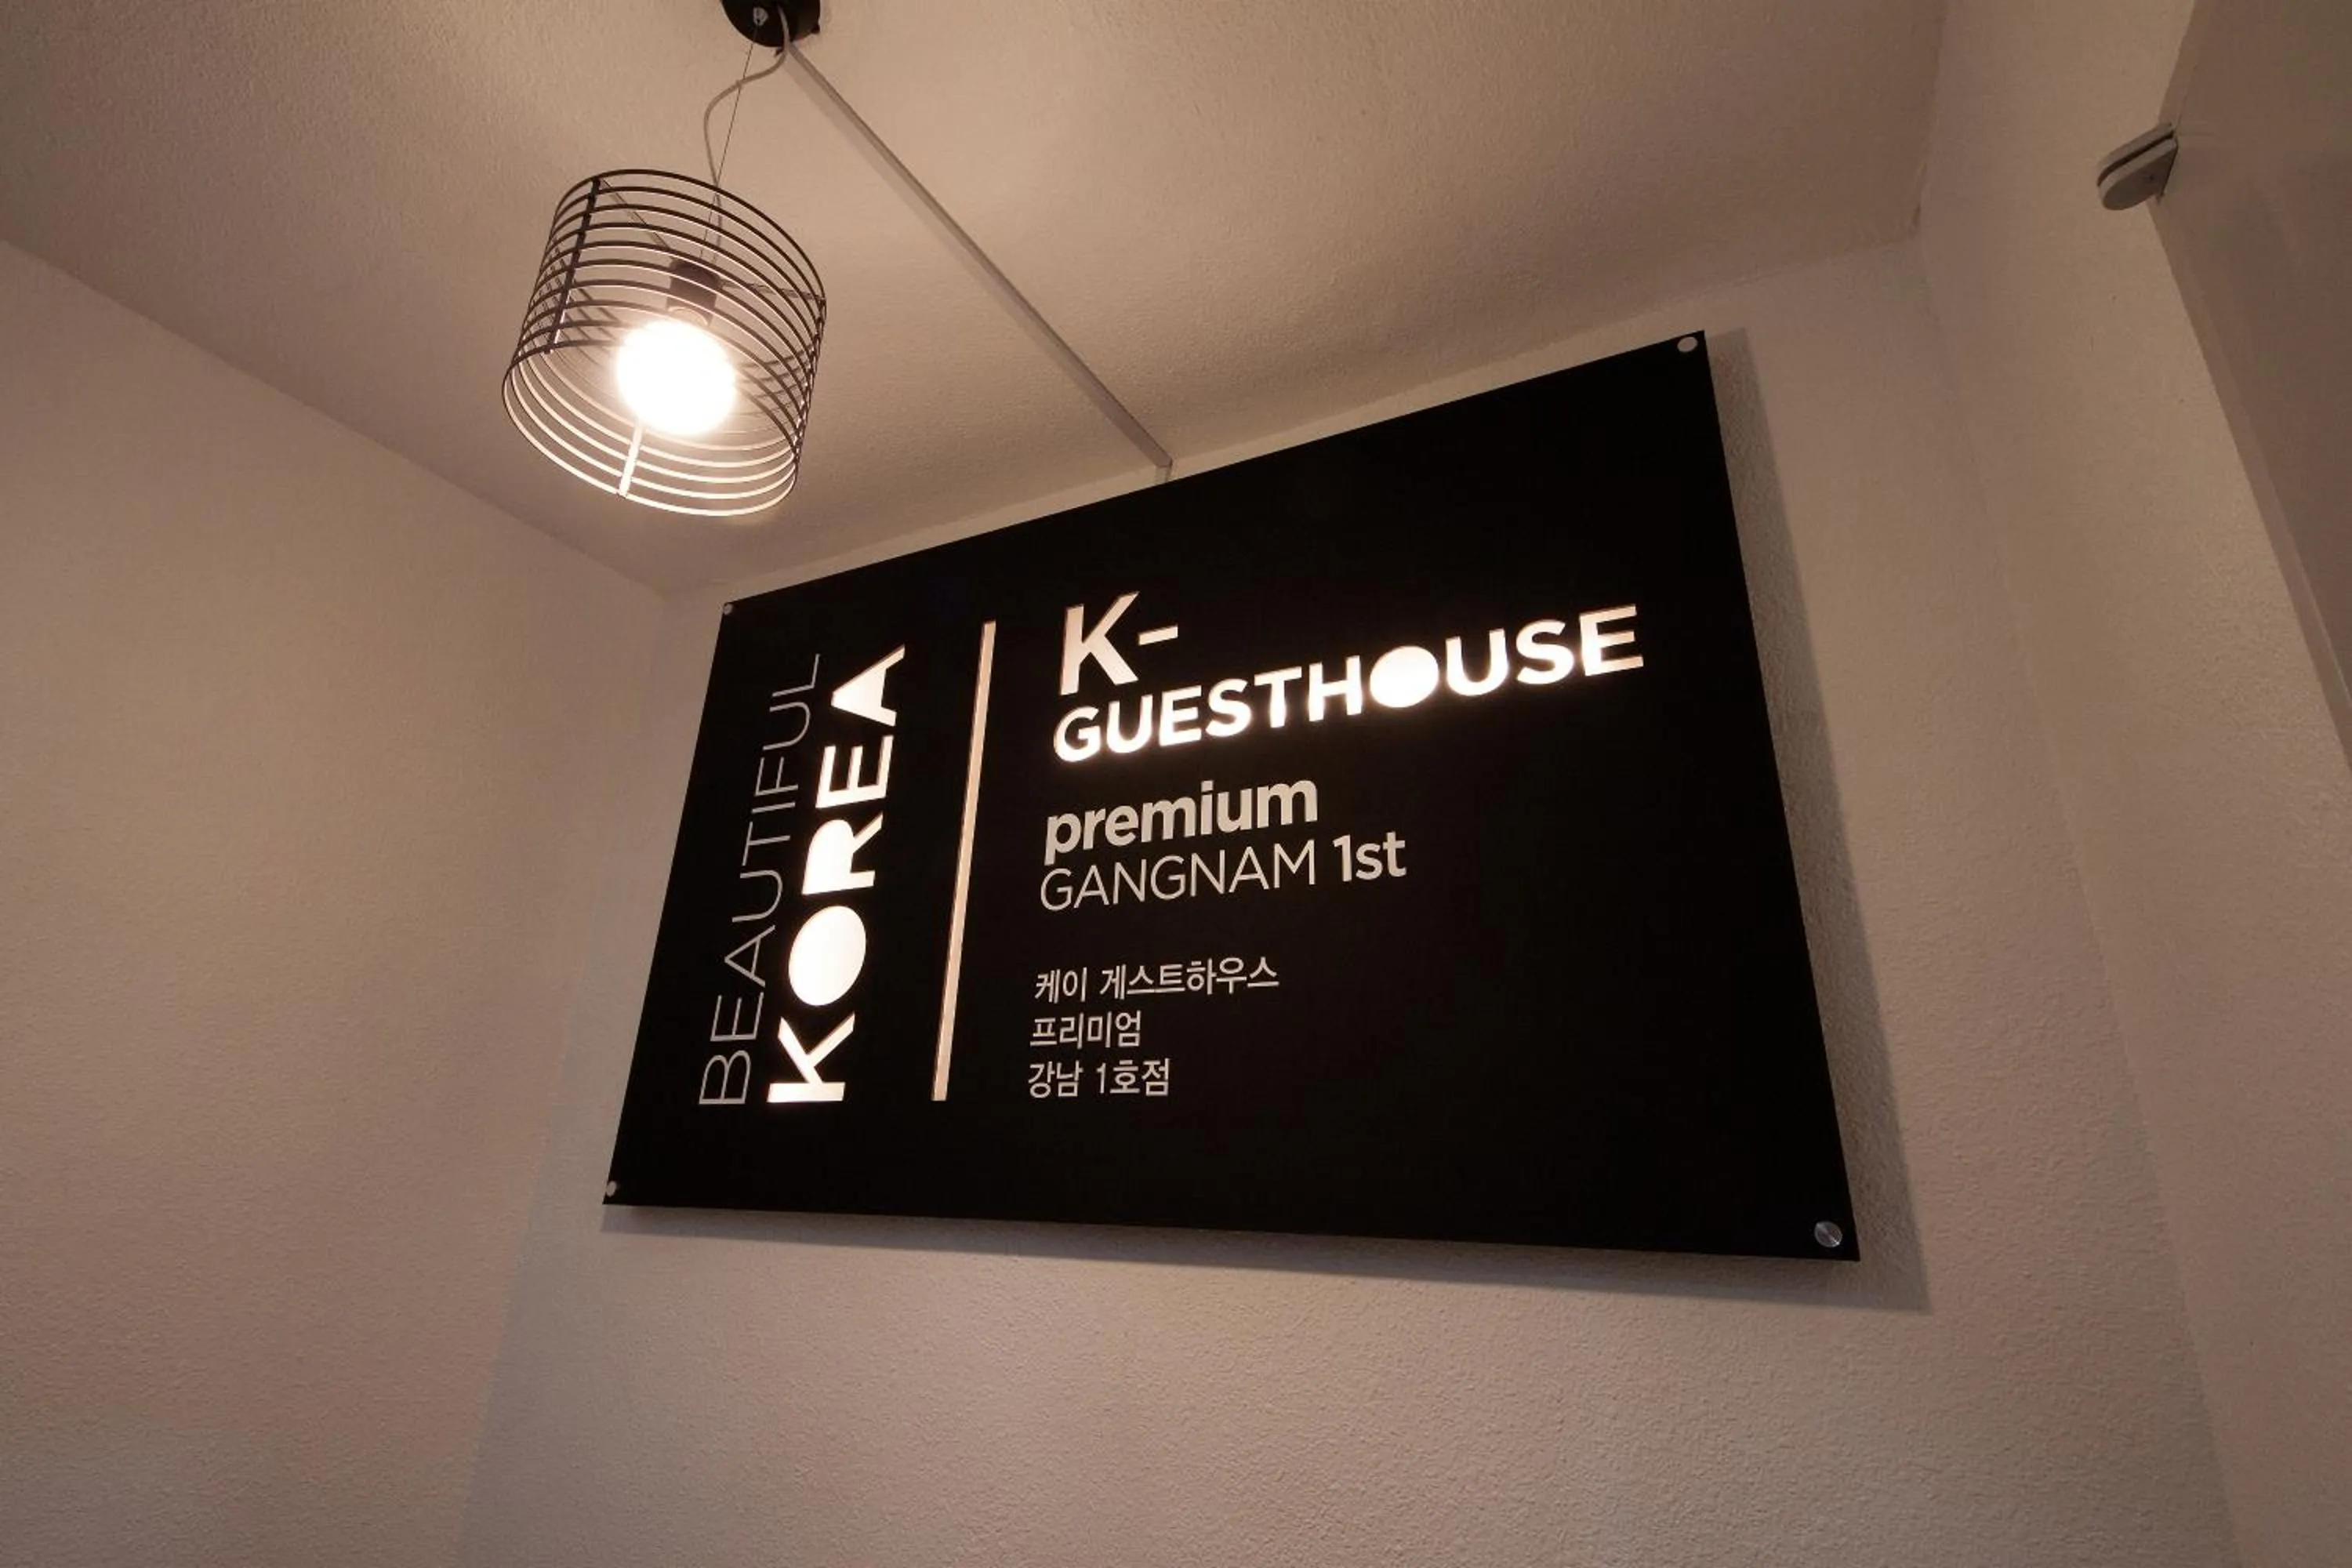 BEAUTIFUL
KOREA
K-
GUESTHOUSE
premium
GANGNAM 1st
케이 게스트하우스
프리미엄
강남 1호점